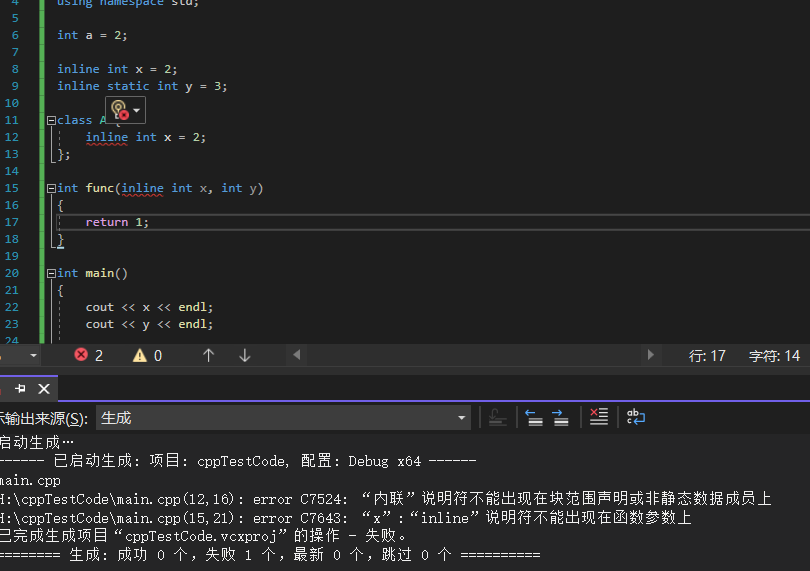 4 using namespace std;
5
6 int a = 2;
7
8 inline int x = 2;
9 inline static int y = 3;
10
11 class A {
12 inline int x = 2;
13 };
14
15 int func(inline int x, int y)
16 {
17 return 1;
18 }
19
20 int main()
21 {
22 cout << x << endl;
23 cout << y << endl;
24
2 0 行: 17 字符: 14
示输出来源(S): 生成
启动生成…
------ 已启动生成: 项目: cppTestCode, 配置: Debug x64 ------
main.cpp
H:\cppTestCode\main.cpp(12,16): error C7524: “内联”说明符不能出现在块范围声明或非静态数据成员上
H:\cppTestCode\main.cpp(15,21): error C7643: “x”:“inline”说明符不能出现在函数参数上
已完成生成项目“cppTestCode.vcxproj”的操作 - 失败。
======== 生成: 成功 0 个，失败 1 个，最新 0 个，跳过 0 个 ==========